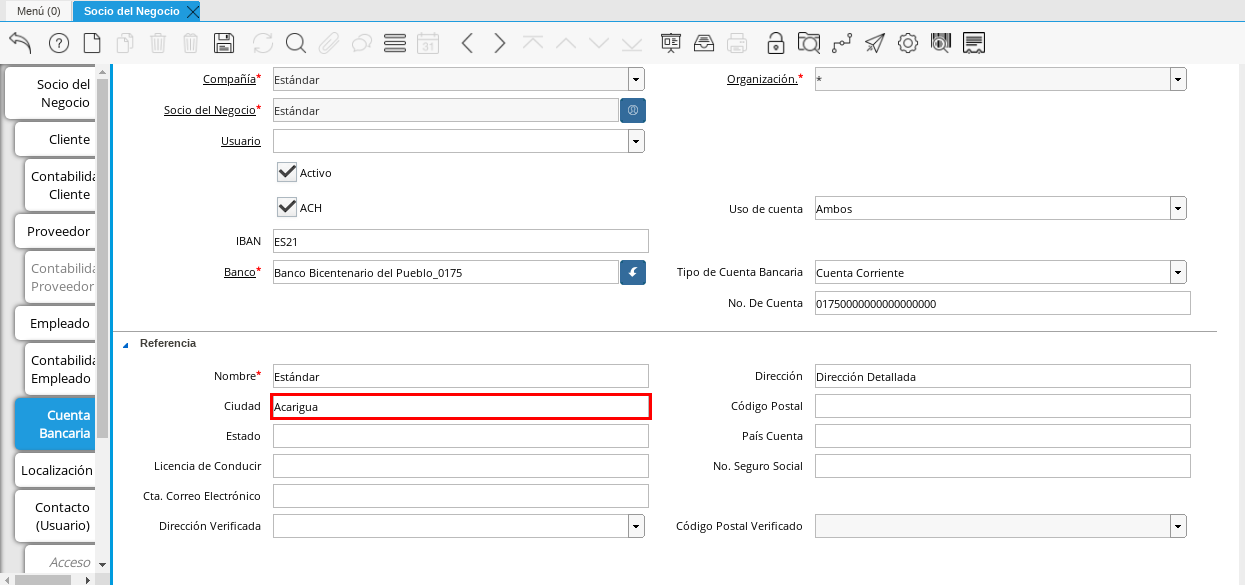 Menú (0)
Socio del Negocio
31
Socio del
Negocio
Cliente
Contabilida
Cliente
Proveedor
Contabilida
Proveedor
Empleado
Contabilida
Empleado
Cuenta
Bancaria
Localización
Contacto
(Usuario)
Acceso
Compañía* Estándar Organización.* *
Socio del Negocio* Estándar
Usuario
Activo
ACH Uso de cuenta Ambos
IBAN ES21
Banco* Banco Bicentenario del Pueblo_0175 Tipo de Cuenta Bancaria Cuenta Corriente
No. De Cuenta 01750000000000000000
Referencia
Nombre* Estándar Dirección Dirección Detallada
Ciudad Acarigua Código Postal
Estado País Cuenta
Licencia de Conducir No. Seguro Social
Cta. Correo Electrónico
Dirección Verificada Código Postal Verificado